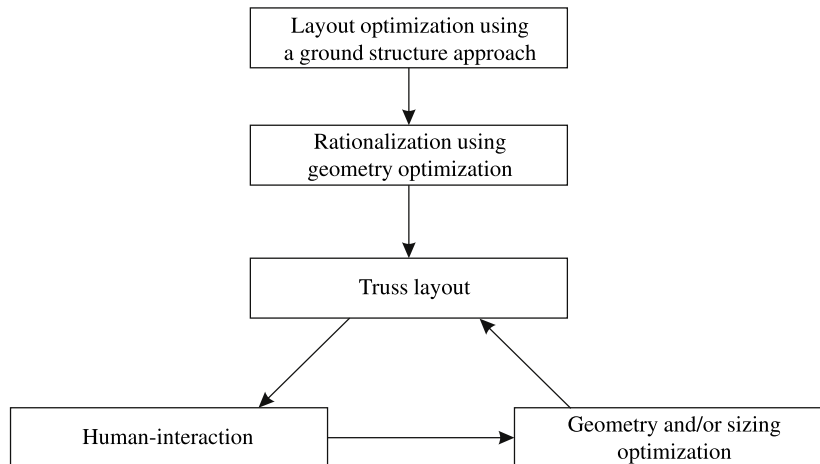 Layout optimization using
a ground structure approach
Rationalization using
geometry optimization
Truss layout
Human-interaction
Geometry and/or sizing
optimization